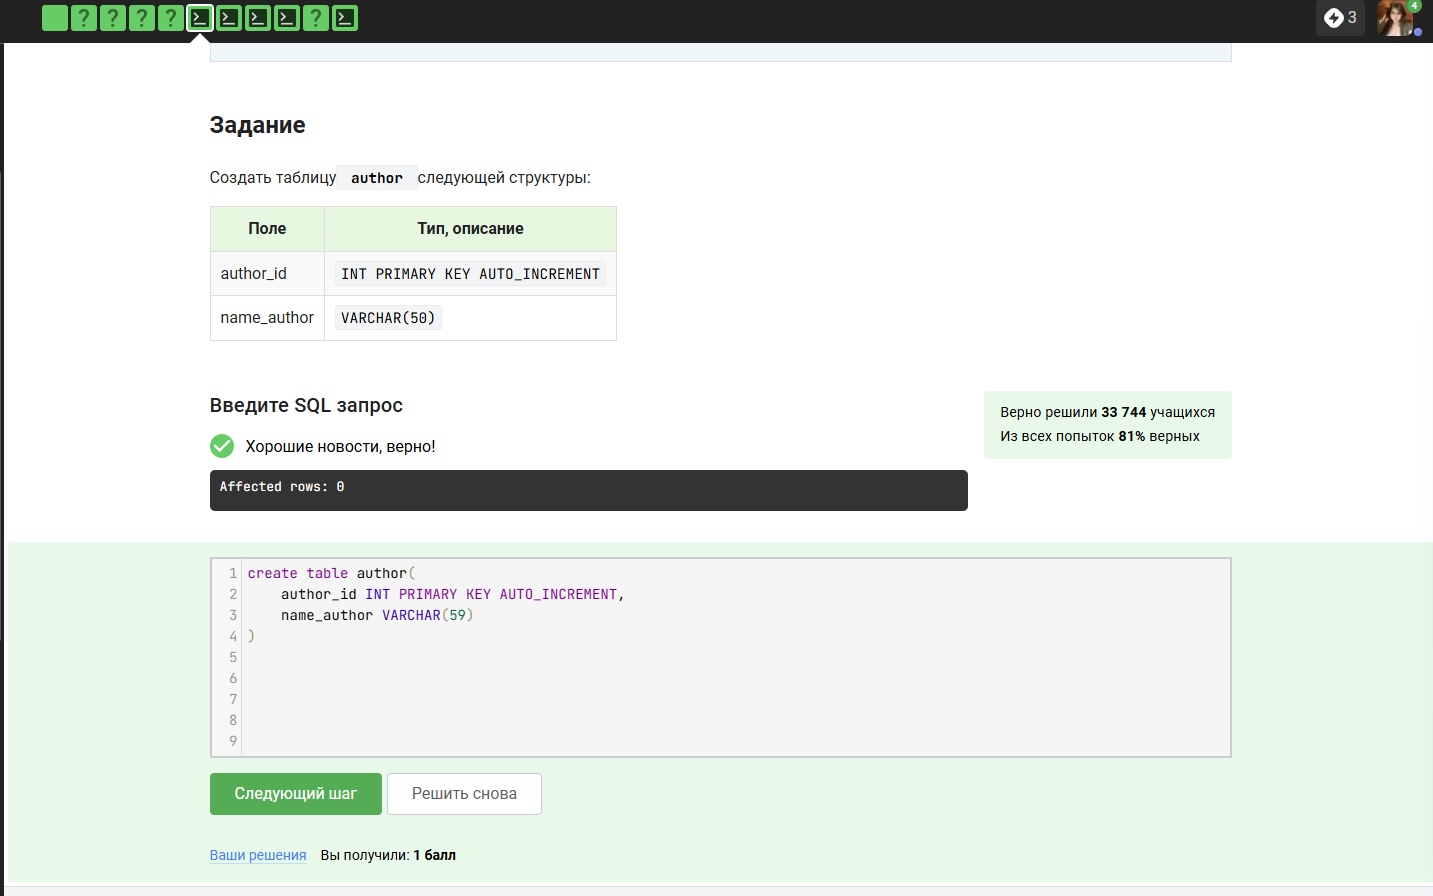 ? ? ? ? >_ >_ >_ >_ ? >_ 3 4
Задание
Создать таблицу author следующей структуры:
Поле Тип, описание
author_id INT PRIMARY KEY AUTO_INCREMENT
name_author VARCHAR(50)
Введите SQL запрос
Верно решили 33 744 учащихся
Из всех попыток 81% верных
Хорошие новости, верно!
Affected rows: 0
1 create table author(
2 author_id INT PRIMARY KEY AUTO_INCREMENT,
3 name_author VARCHAR(59)
4 )
5
6
7
8
9
Следующий шаг Решить снова
Ваши решения Вы получили: 1 балл